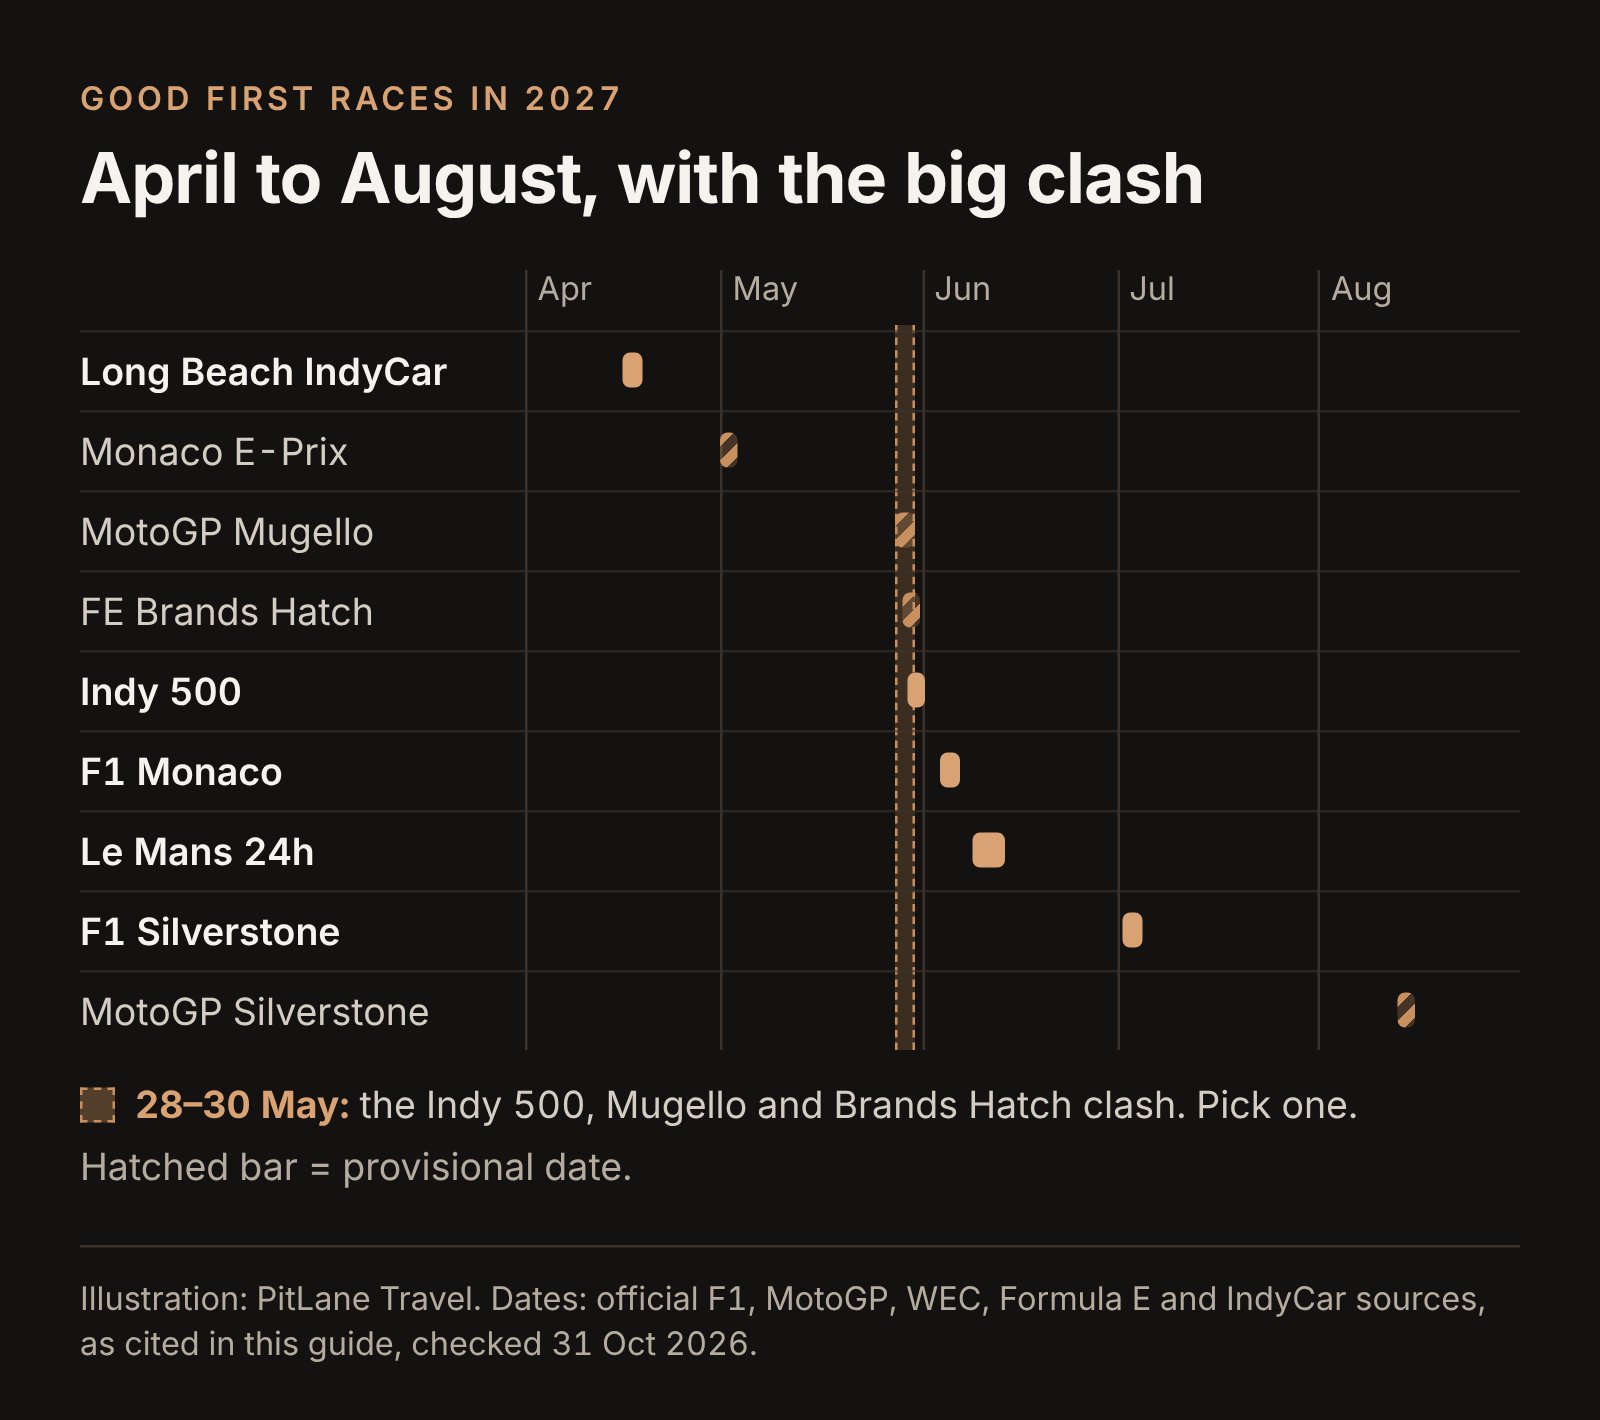 GOOD FIRST RACES IN 2027
April to August, with the big clash
Apr May Jun Jul Aug
Long Beach IndyCar
Monaco E-Prix
MotoGP Mugello
FE Brands Hatch
Indy 500
F1 Monaco
Le Mans 24h
F1 Silverstone
MotoGP Silverstone
28–30 May: the Indy 500, Mugello and Brands Hatch clash. Pick one.
Hatched bar = provisional date.
Illustration: PitLane Travel. Dates: official F1, MotoGP, WEC, Formula E and IndyCar sources,
as cited in this guide, checked 31 Oct 2026.